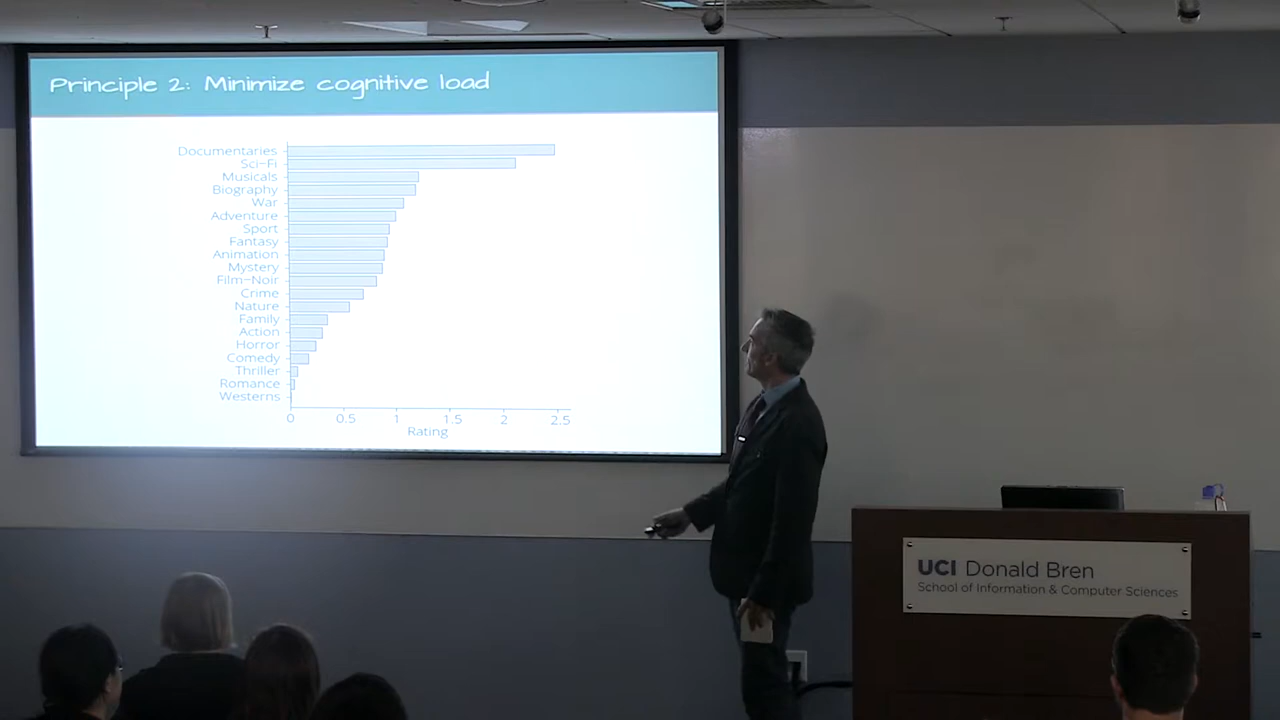 Principle 2: Minimize cognitive load
Documentaries
Sci-Fi
Musicals
Biography
War
Adventure
Sport
Fantasy
Animation
Mystery
Film-Noir
Crime
Nature
Family
Action
Horror
Comedy
Thriller
Romance
Westerns
0 0.5 1 1.5 2 2.5
Rating
UCI Donald Bren
School of Information & Computer Sciences